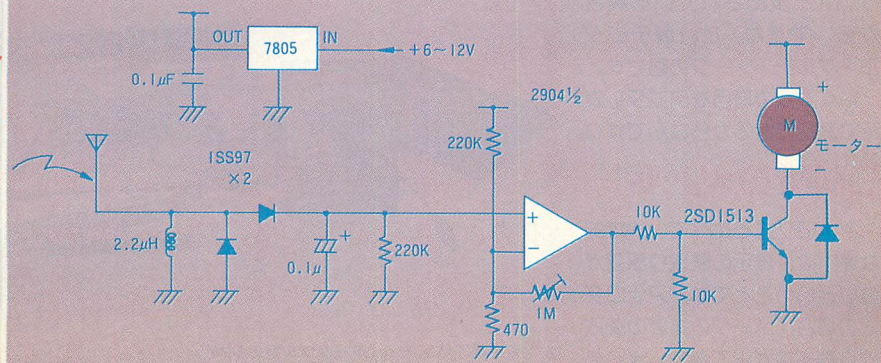 OUT 7805 IN +6~12V
0.1μF
2904½
220K
M モーター
+
−
1SS97
×2
2.2μH
+
0.1μ
220K
+
−
10K
2SD1513
1M
10K
470